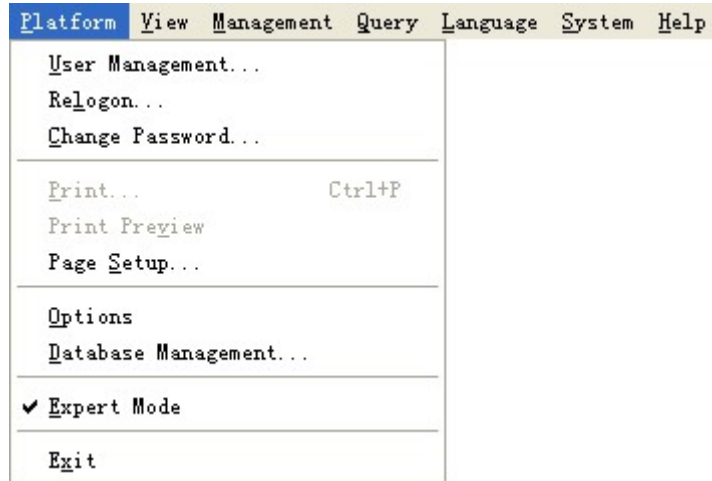 Platform View Management Query Language System Help
User Management...
Relogon...
Change Password...
Print... Ctrl+P
Print Preview
Page Setup...
Options
Database Management...
✓ Expert Mode
Exit